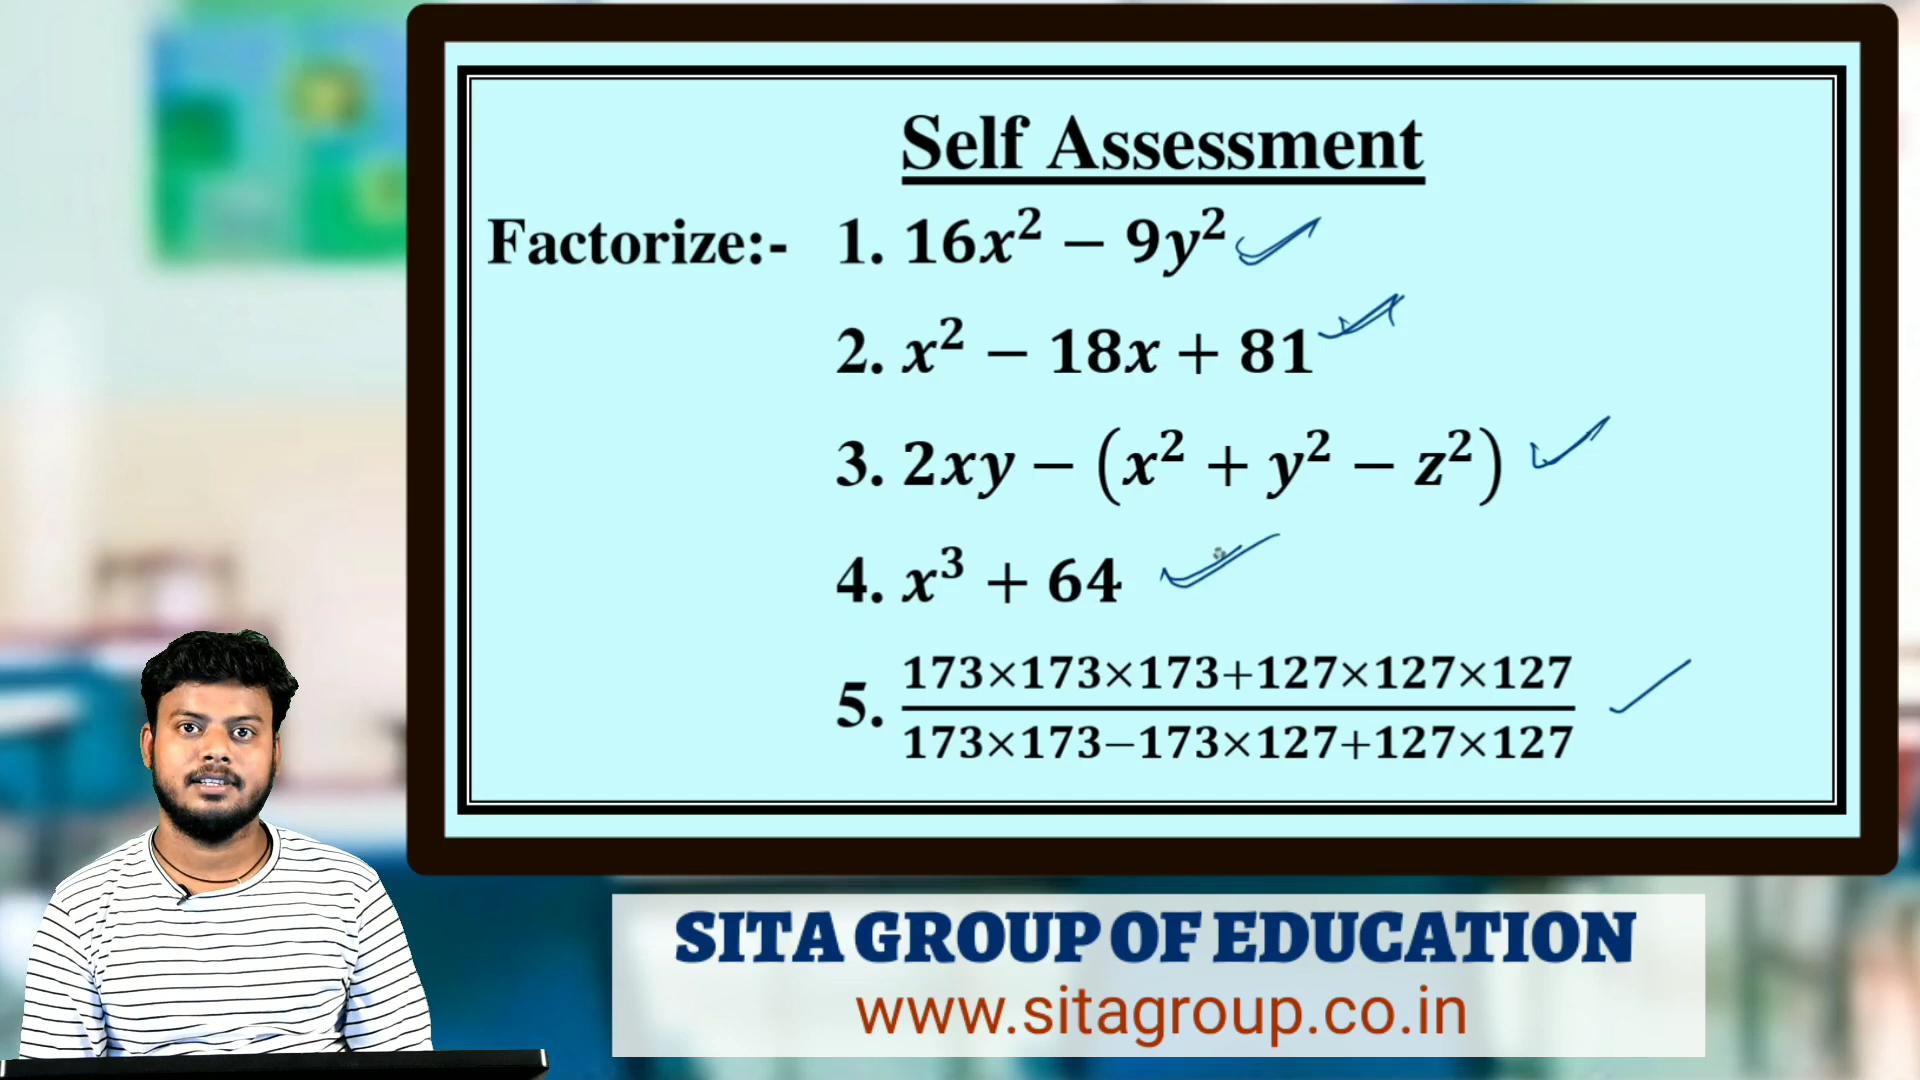 Self Assessment
Factorize:- 1. 16x² − 9y²
2. x² − 18x + 81
3. 2xy − (x² + y² − z²)
4. x³ + 64
5. 173×173×173+127×127×127
173×173−173×127+127×127
SITA GROUP OF EDUCATION
www.sitagroup.co.in